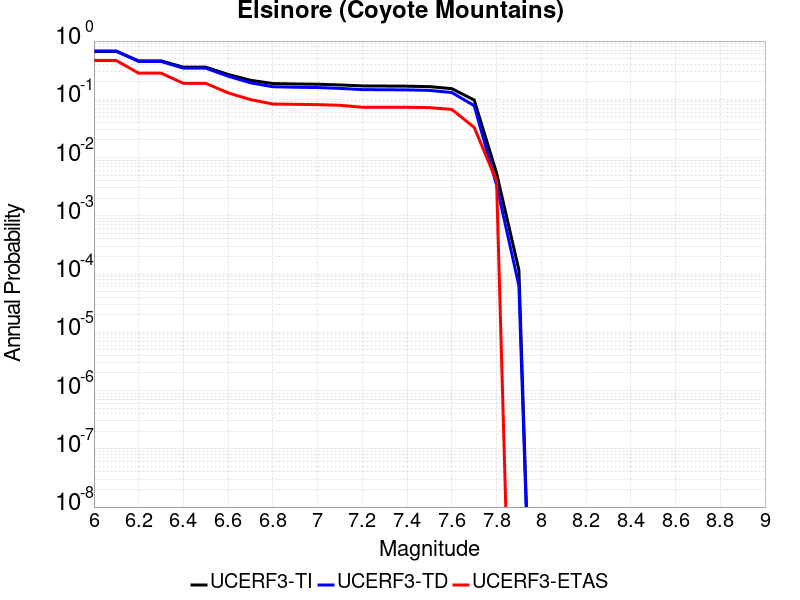 Elsinore (Coyote Mountains)
10^0
10^-1
10^-2
10^-3
10^-4
10^-5
10^-6
10^-7
10^-8
Annual Probability
6 6.2 6.4 6.6 6.8 7 7.2 7.4 7.6 7.8 8 8.2 8.4 8.6 8.8 9
Magnitude
UCERF3-TI UCERF3-TD UCERF3-ETAS